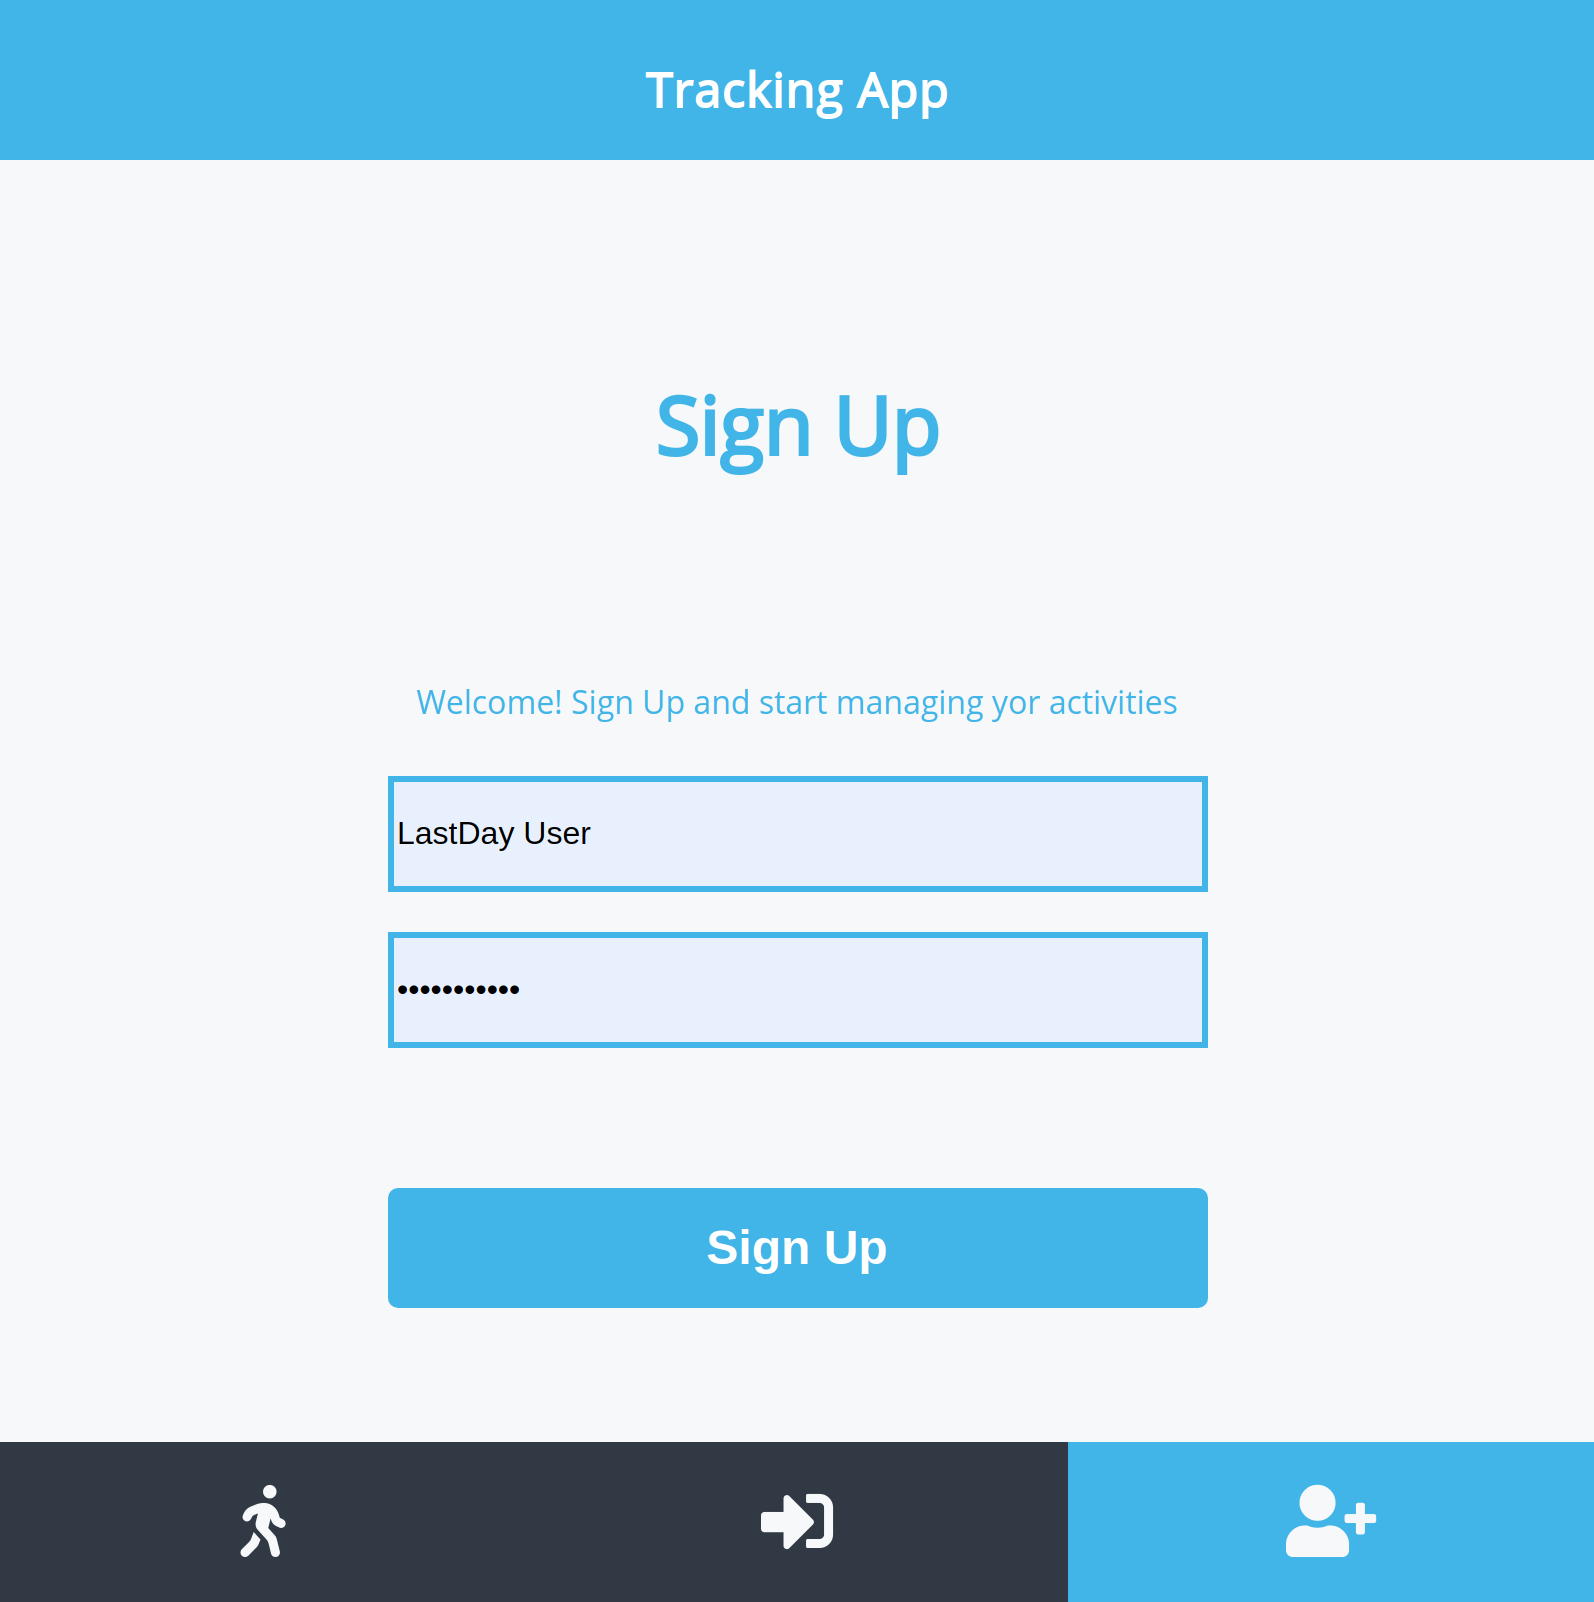 Tracking App
Sign Up
Welcome! Sign Up and start managing yor activities
LastDay User
•••••••••••
Sign Up